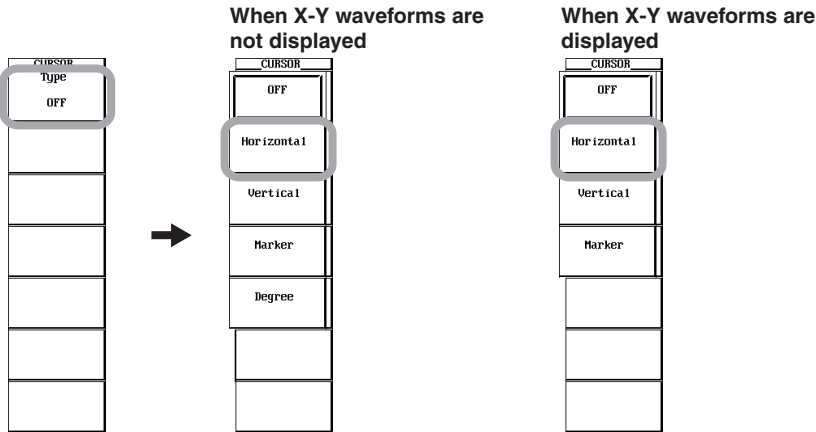 When X-Y waveforms are
not displayed
When X-Y waveforms are
displayed
CURSOR
Type
OFF
CURSOR
OFF
Horizontal
Vertical
Marker
Degree
CURSOR
OFF
Horizontal
Vertical
Marker